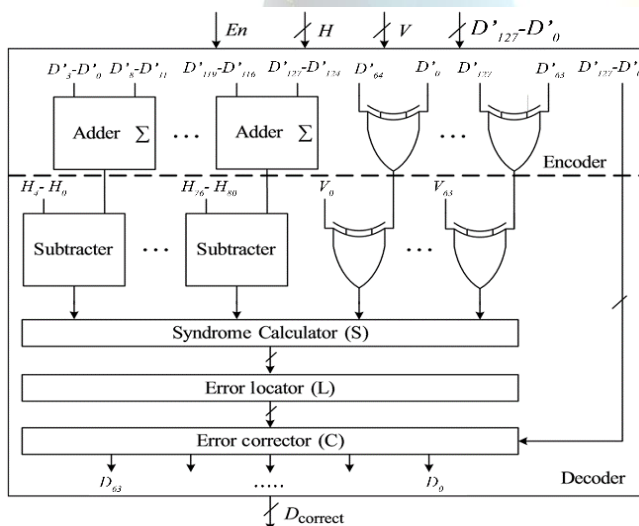 En H V D'127-D'0
D'3-D'0 D'8-D'11 D'119-D'116 D'127-D'124 D'64 D'0 D'127 D'63 D'127-D'0
Adder Σ ... Adder Σ ...
Encoder
H4-H0 H76-H80 V0 V63
Subtracter ... Subtracter ...
Syndrome Calculator (S)
Error locator (L)
Error corrector (C)
D63 ..... D0
Decoder
Dcorrect